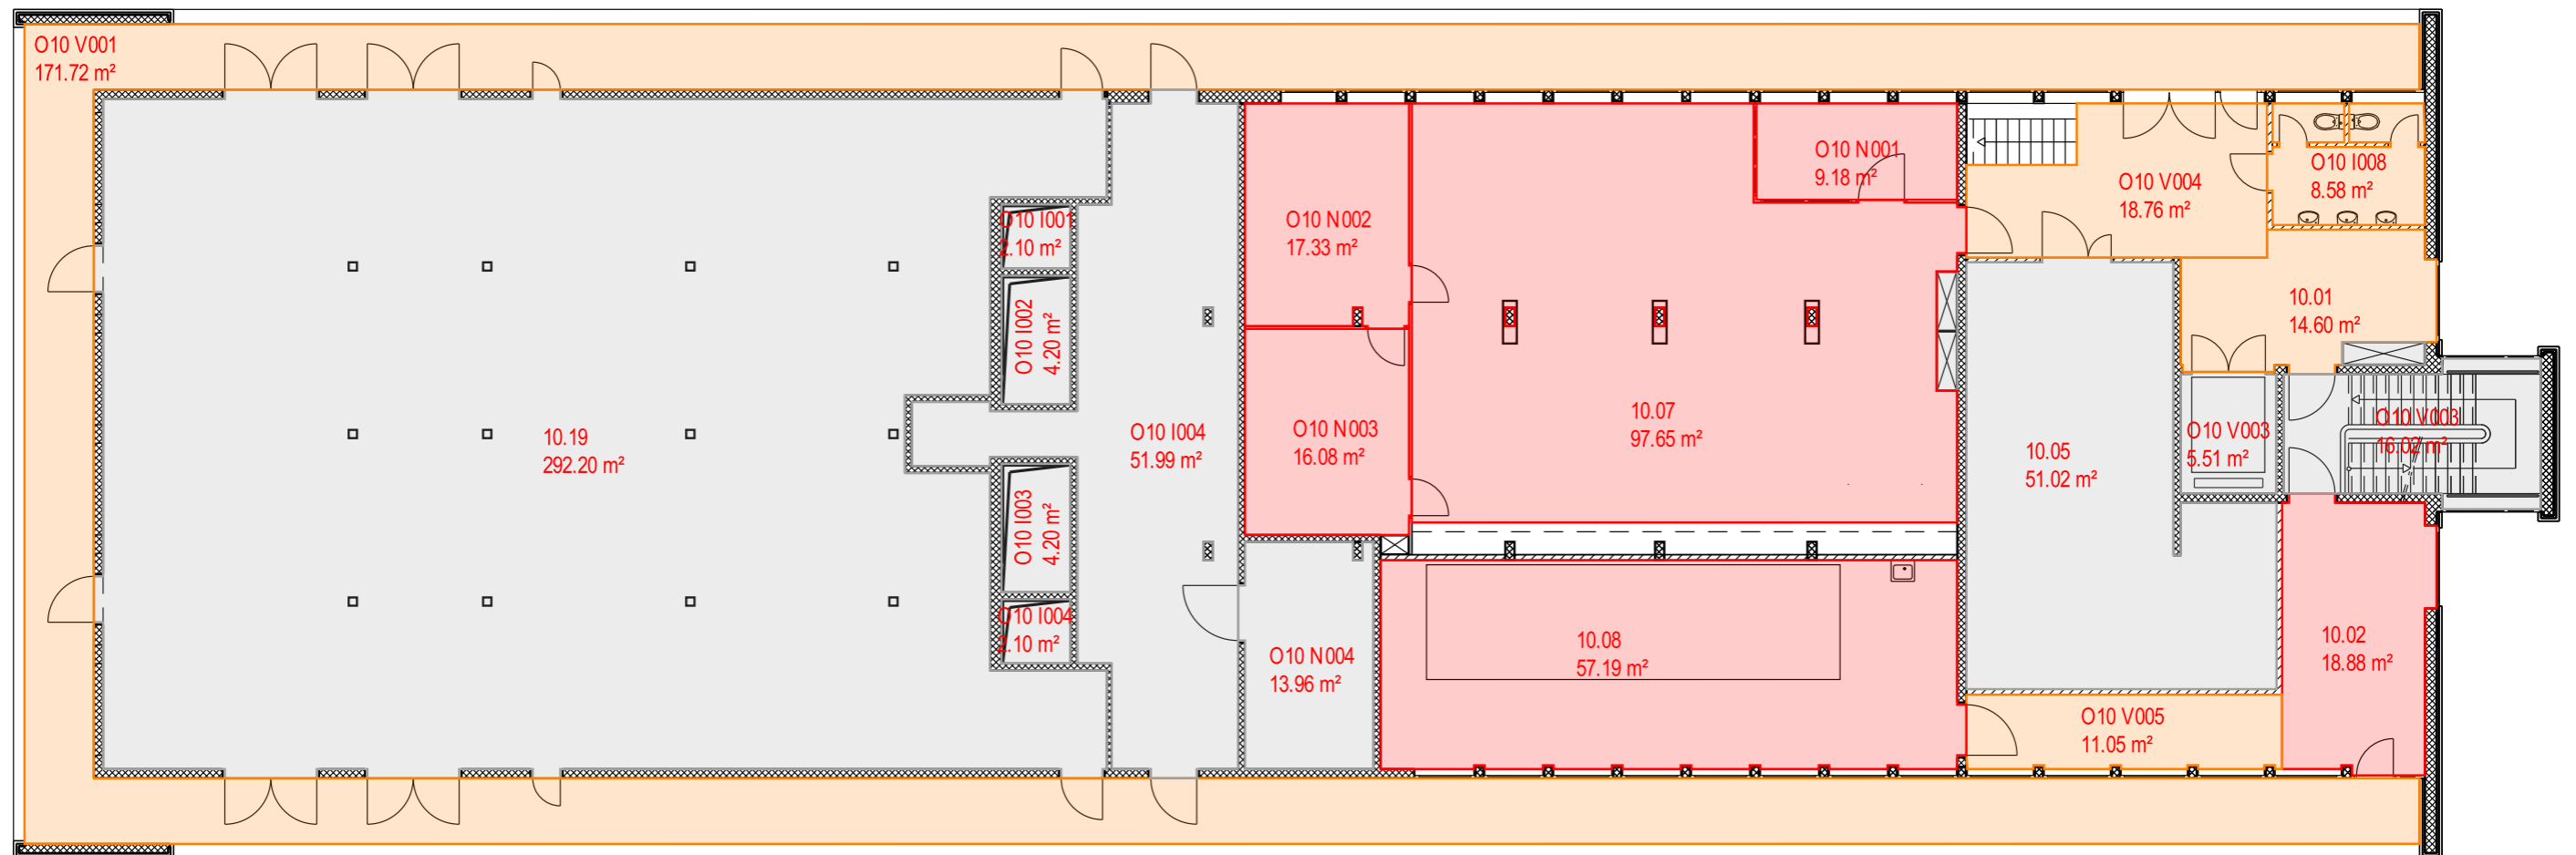 O10 V001
171.72 m²
O10 N001
9.18 m²
O10 I008
8.58 m²
O10 V004
18.76 m²
O10 I001
2.10 m²
O10 N002
17.33 m²
10.01
14.60 m²
O10 I002
4.20 m²
10.07
97.65 m²
O10 V003
16.02 m²
O10 V003
5.51 m²
O10 N003
16.08 m²
O10 I004
51.99 m²
10.19
292.20 m²
10.05
51.02 m²
O10 I003
4.20 m²
O10 I004
2.10 m²
10.08
57.19 m²
10.02
18.88 m²
O10 N004
13.96 m²
O10 V005
11.05 m²